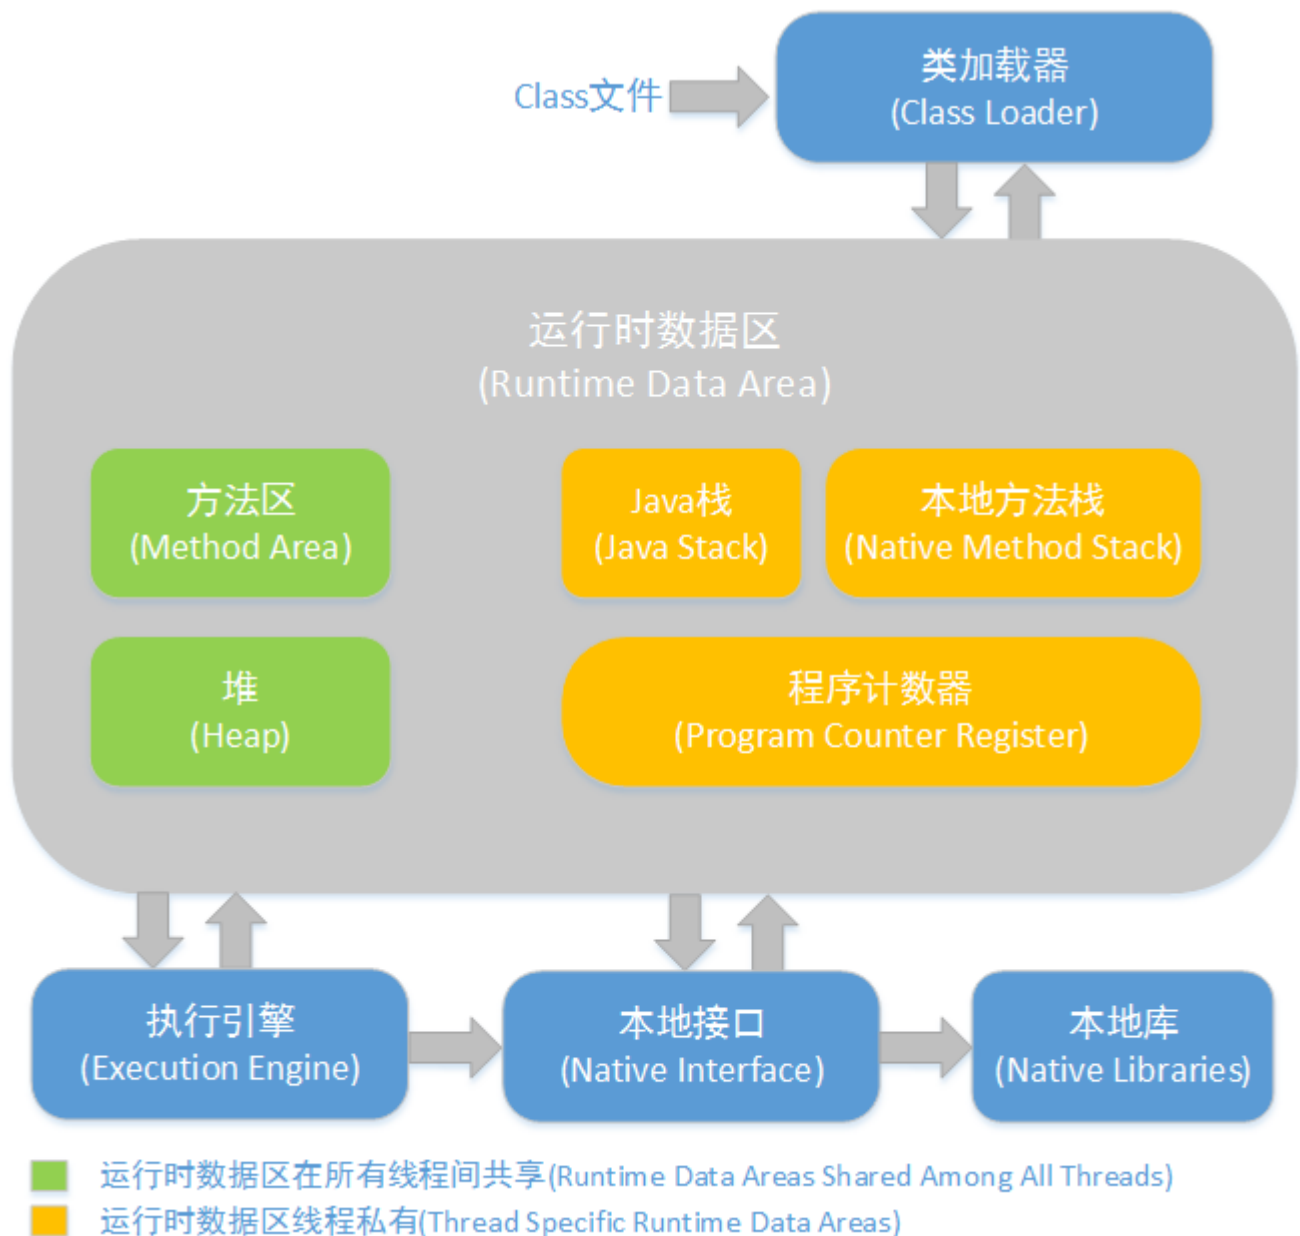 类加载器
Class文件
(Class Loader)
运行时数据区
(Runtime Data Area)
方法区
(Method Area)
Java栈
(Java Stack)
本地方法栈
(Native Method Stack)
堆
(Heap)
程序计数器
(Program Counter Register)
执行引擎
(Execution Engine)
本地接口
(Native Interface)
本地库
(Native Libraries)
运行时数据区在所有线程间共享(Runtime Data Areas Shared Among All Threads)
运行时数据区线程私有(Thread Specific Runtime Data Areas)